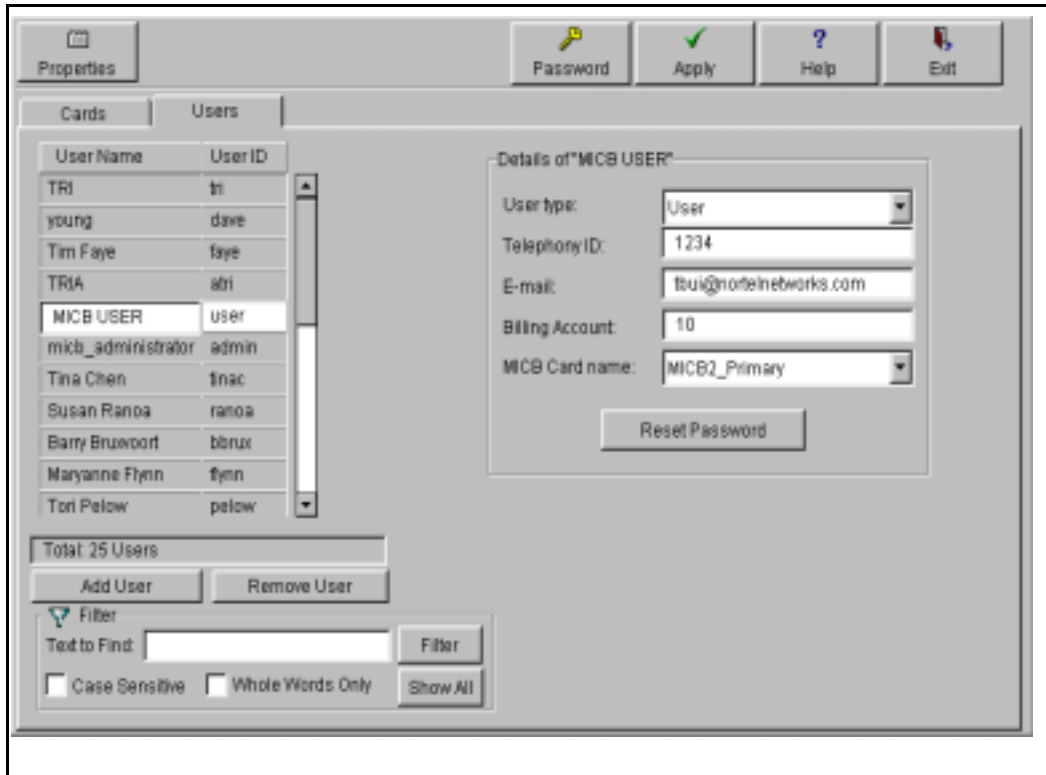 Properties
Password
Apply
Help
Exit
Cards
Users
User Name User ID
TRI tri
young dave
Tim Faye faye
TRIA atri
MICB USER user
micb_administrator admin
Tina Chen tinac
Susan Ranoa ranoa
Barry Bruxvoort bbrux
Maryanne Flynn flynn
Tori Pelow pelow
Total: 25 Users
Add User
Remove User
Filter
Text to Find:
Filter
Case Sensitive
Whole Words Only
Show All
Details of "MICB USER"
User type: User
Telephony ID: 1234
E-mail: tbui@nortelnetworks.com
Billing Account: 10
MICB Card name: MICB2_Primary
Reset Password